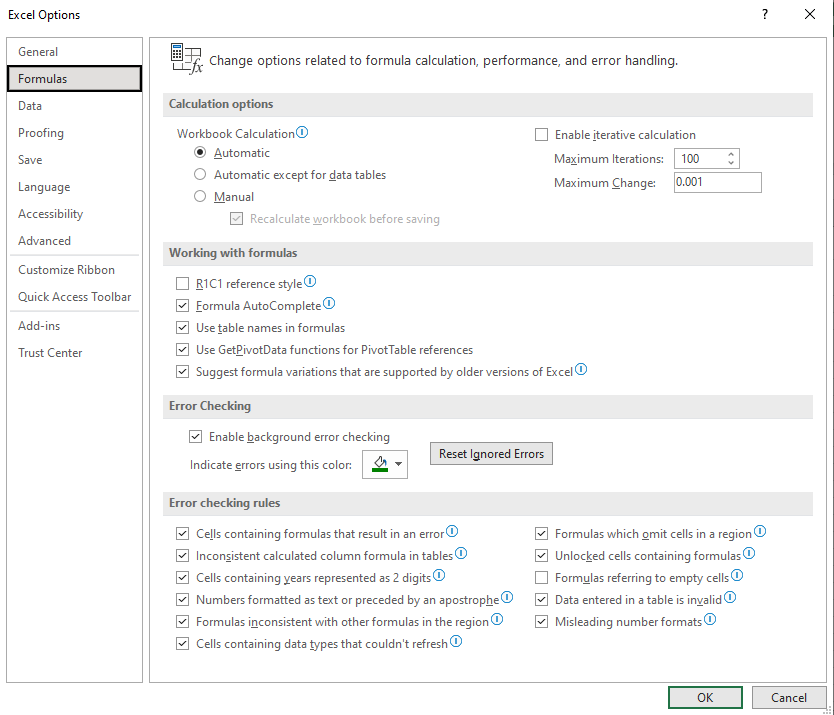 Excel Options
?
General
Formulas
Data
Proofing
Save
Language
Accessibility
Advanced
Customize Ribbon
Quick Access Toolbar
Add-ins
Trust Center
fx Change options related to formula calculation, performance, and error handling.
Calculation options
Workbook Calculation
Automatic
Automatic except for data tables
Manual
Recalculate workbook before saving
Enable iterative calculation
Maximum Iterations: 100
Maximum Change: 0.001
Working with formulas
R1C1 reference style
Formula AutoComplete
Use table names in formulas
Use GetPivotData functions for PivotTable references
Suggest formula variations that are supported by older versions of Excel
Error Checking
Enable background error checking
Indicate errors using this color:
Reset Ignored Errors
Error checking rules
Cells containing formulas that result in an error
Inconsistent calculated column formula in tables
Cells containing years represented as 2 digits
Numbers formatted as text or preceded by an apostrophe
Formulas inconsistent with other formulas in the region
Cells containing data types that couldn't refresh
Formulas which omit cells in a region
Unlocked cells containing formulas
Formulas referring to empty cells
Data entered in a table is invalid
Misleading number formats
OK
Cancel